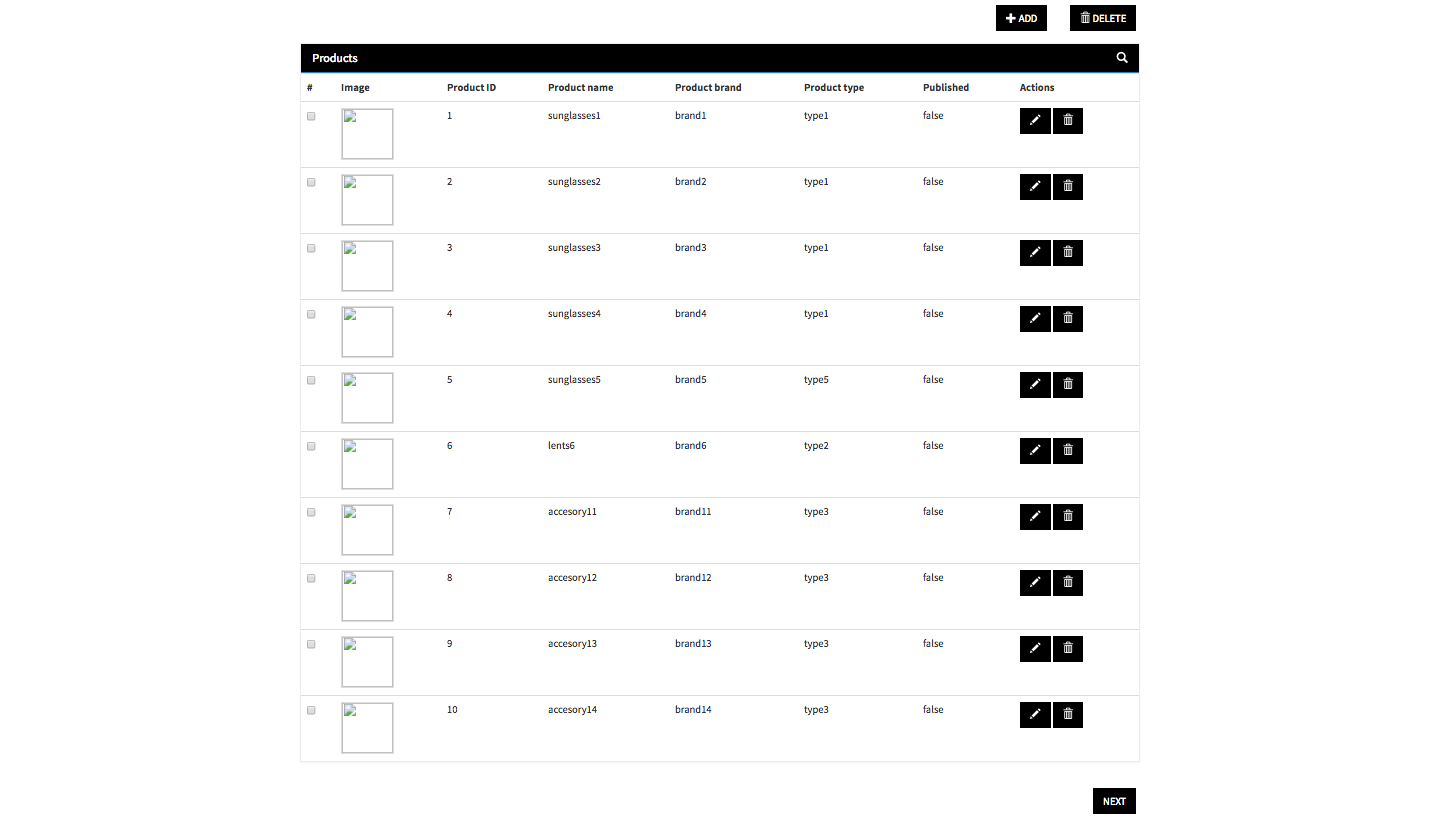 ADD DELETE
Products
# Image Product ID Product name Product brand Product type Published Actions
1 sunglasses1 brand1 type1 false
2 sunglasses2 brand2 type1 false
3 sunglasses3 brand3 type1 false
4 sunglasses4 brand4 type1 false
5 sunglasses5 brand5 type5 false
6 lents6 brand6 type2 false
7 accesory11 brand11 type3 false
8 accesory12 brand12 type3 false
9 accesory13 brand13 type3 false
10 accesory14 brand14 type3 false
NEXT